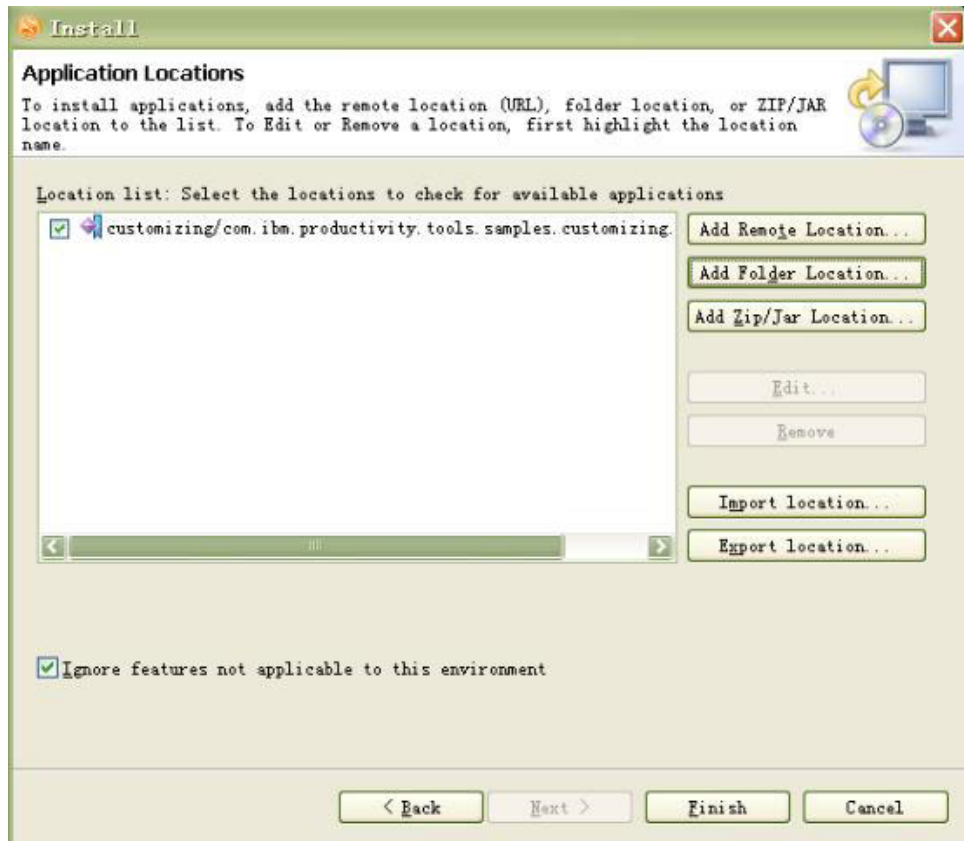 Install
Application Locations
To install applications, add the remote location (URL), folder location, or ZIP/JAR
location to the list. To Edit or Remove a location, first highlight the location
name.
Location list: Select the locations to check for available applications
customizing/com.ibm.productivity.tools.samples.customizing.
Add Remote Location...
Add Folder Location...
Add Zip/Jar Location...
Edit...
Remove
Import location...
Export location...
Ignore features not applicable to this environment
< Back
Next >
Finish
Cancel